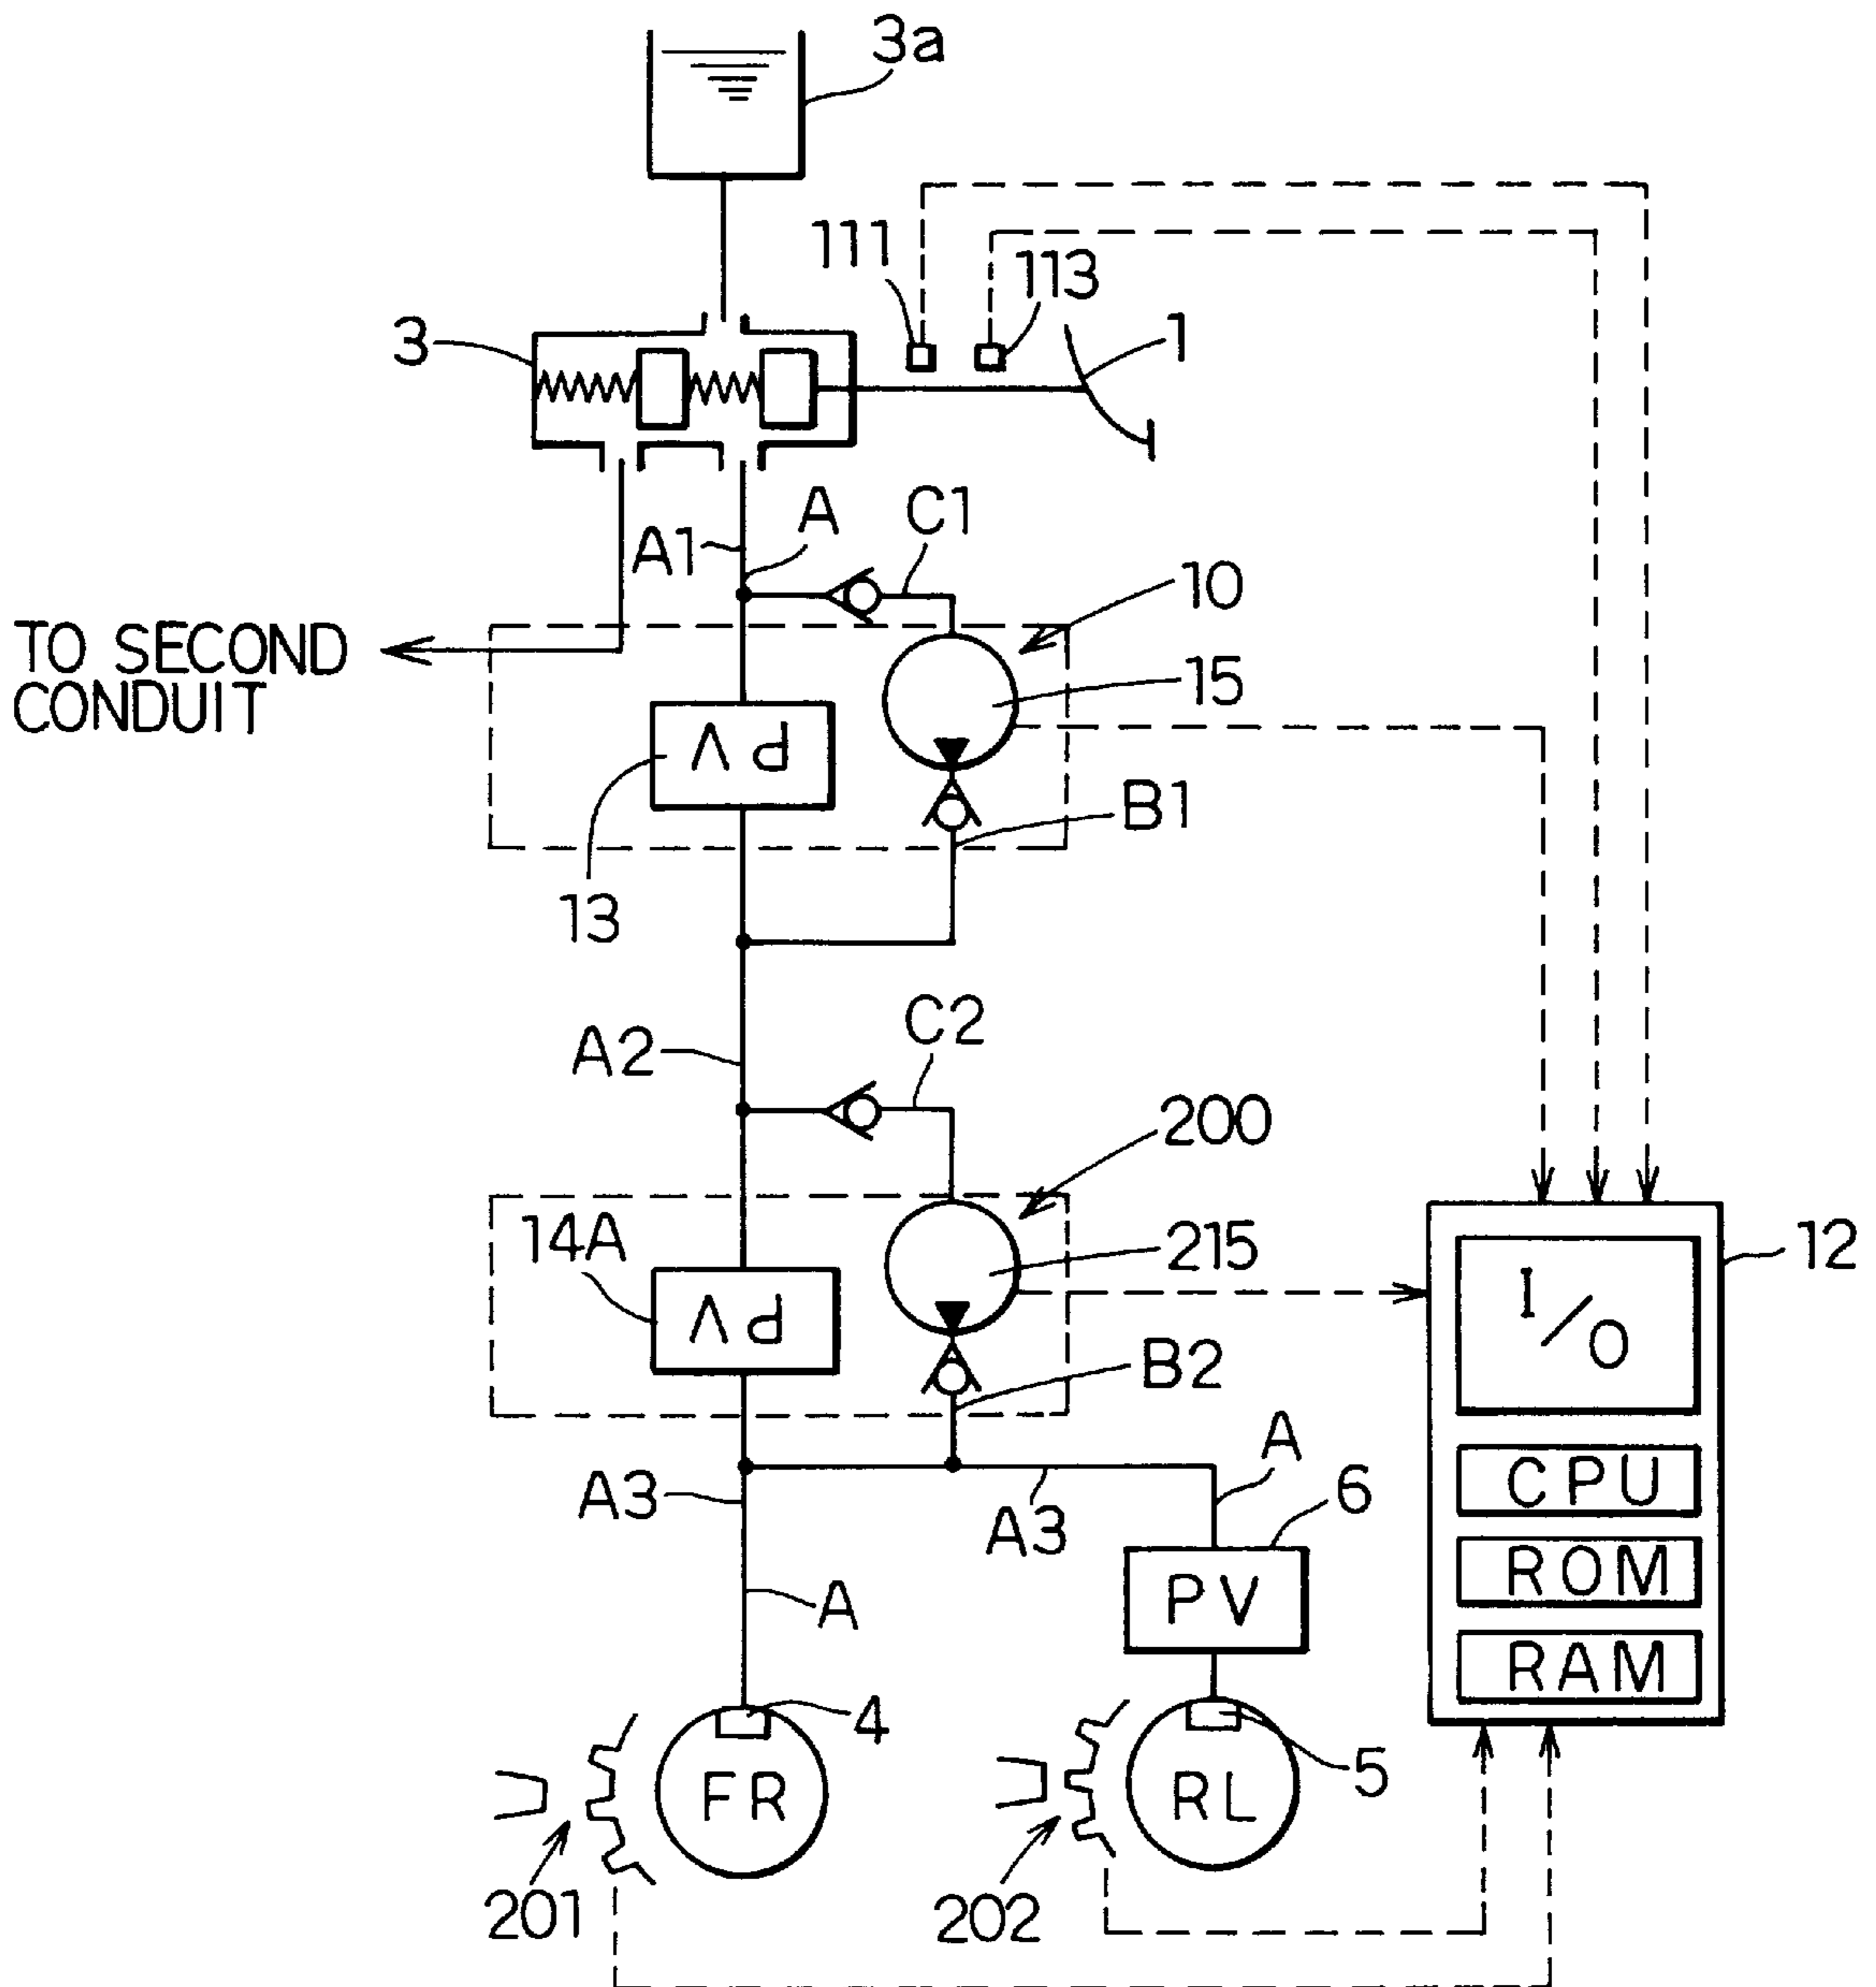 3a
111
113
3
1
A
C1
A1
10
TO SECOND
CONDUIT
15
PV
B1
13
C2
A2
200
14A
215
12
I/O
PV
B2
A
A3
6
CPU
A3
PV
ROM
A
RAM
4
5
FR
RL
201
202